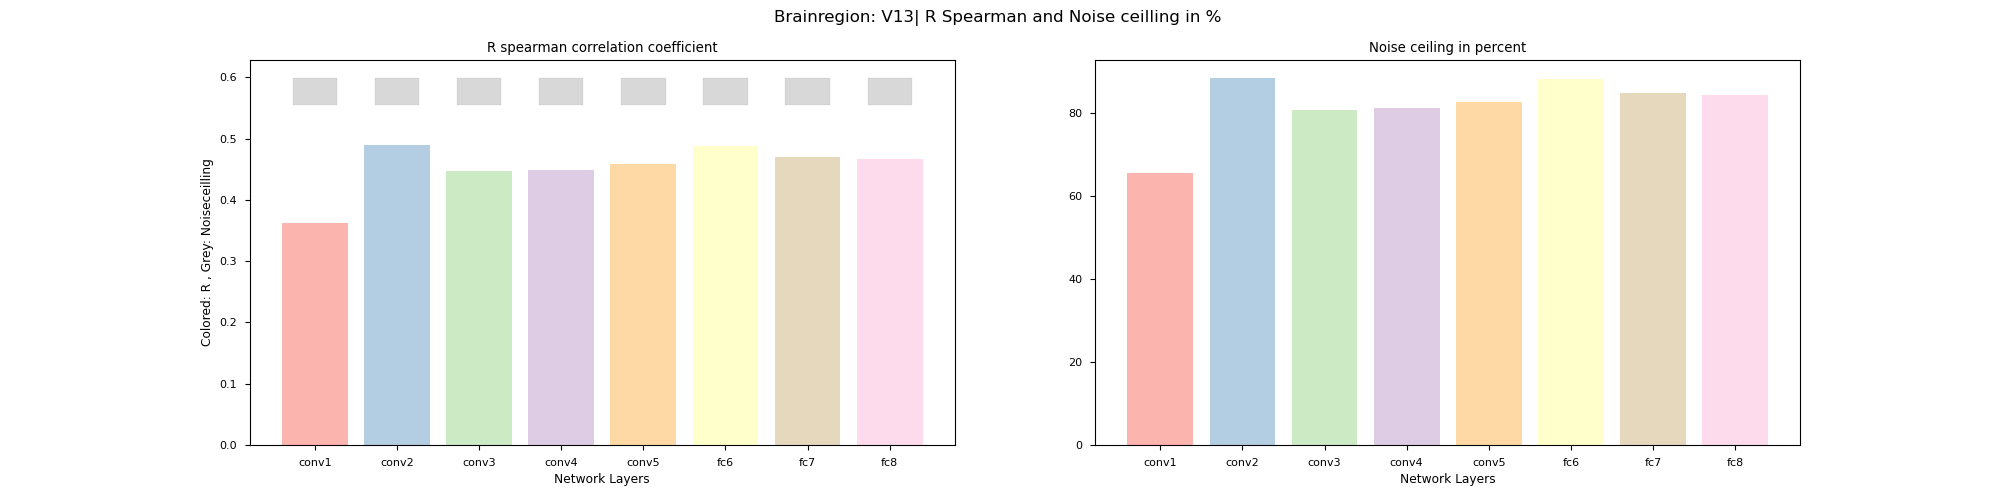 Brainregion: V13| R Spearman and Noise ceilling in %
R spearman correlation coefficient
Colored: R , Grey: Noiseceilling
0.6
0.5
0.4
0.3
0.2
0.1
0.0
conv1 conv2 conv3 conv4 conv5 fc6 fc7 fc8
Network Layers
Noise ceiling in percent
80
60
40
20
0
conv1 conv2 conv3 conv4 conv5 fc6 fc7 fc8
Network Layers